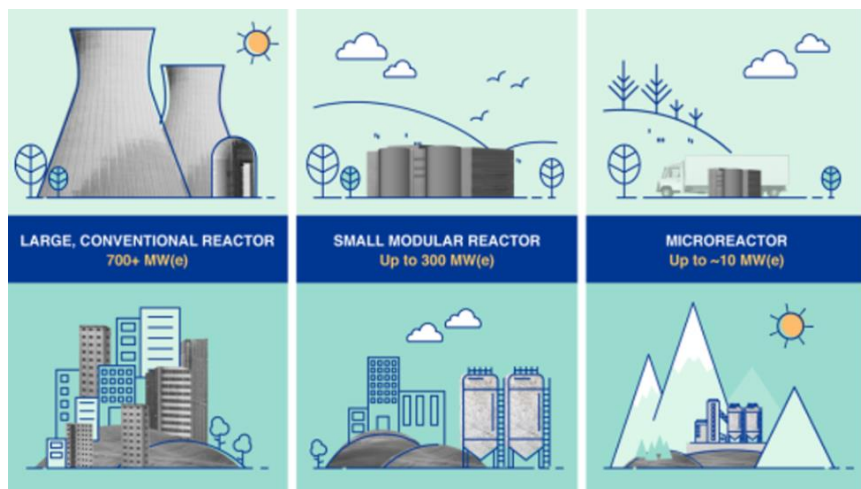 LARGE, CONVENTIONAL REACTOR
700+ MW(e)
SMALL MODULAR REACTOR
Up to 300 MW(e)
MICROREACTOR
Up to ~10 MW(e)